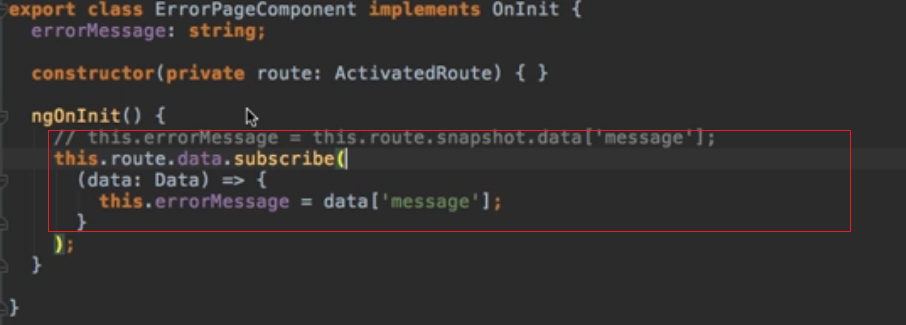 export class ErrorPageComponent implements OnInit {
errorMessage: string;
constructor(private route: ActivatedRoute) { }
ngOnInit() {
// this.errorMessage = this.route.snapshot.data['message'];
this.route.data.subscribe(
(data: Data) => {
this.errorMessage = data['message'];
}
);
}
}